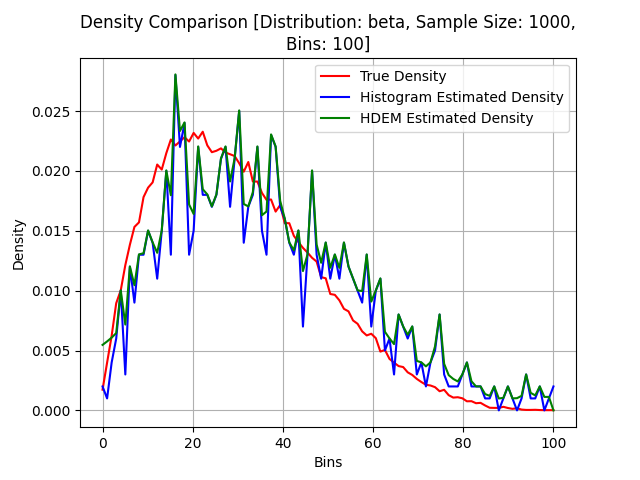 Density Comparison [Distribution: beta, Sample Size: 1000,
Bins: 100]
True Density
Histogram Estimated Density
HDEM Estimated Density
Density
0.025
0.020
0.015
0.010
0.005
0.000
0
20
40
60
80
100
Bins